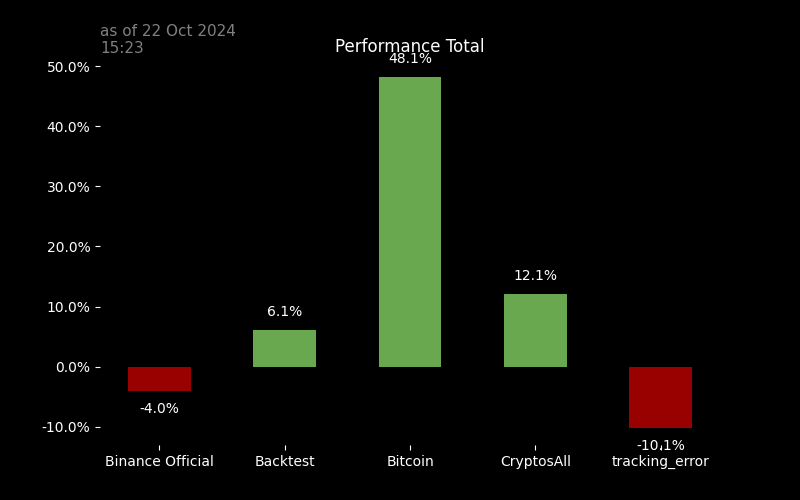 as of 22 Oct 2024
15:23
Performance Total
50.0%
40.0%
30.0%
20.0%
10.0%
0.0%
-10.0%
-4.0%
6.1%
48.1%
12.1%
-10.1%
Binance Official
Backtest
Bitcoin
CryptosAll
tracking_error